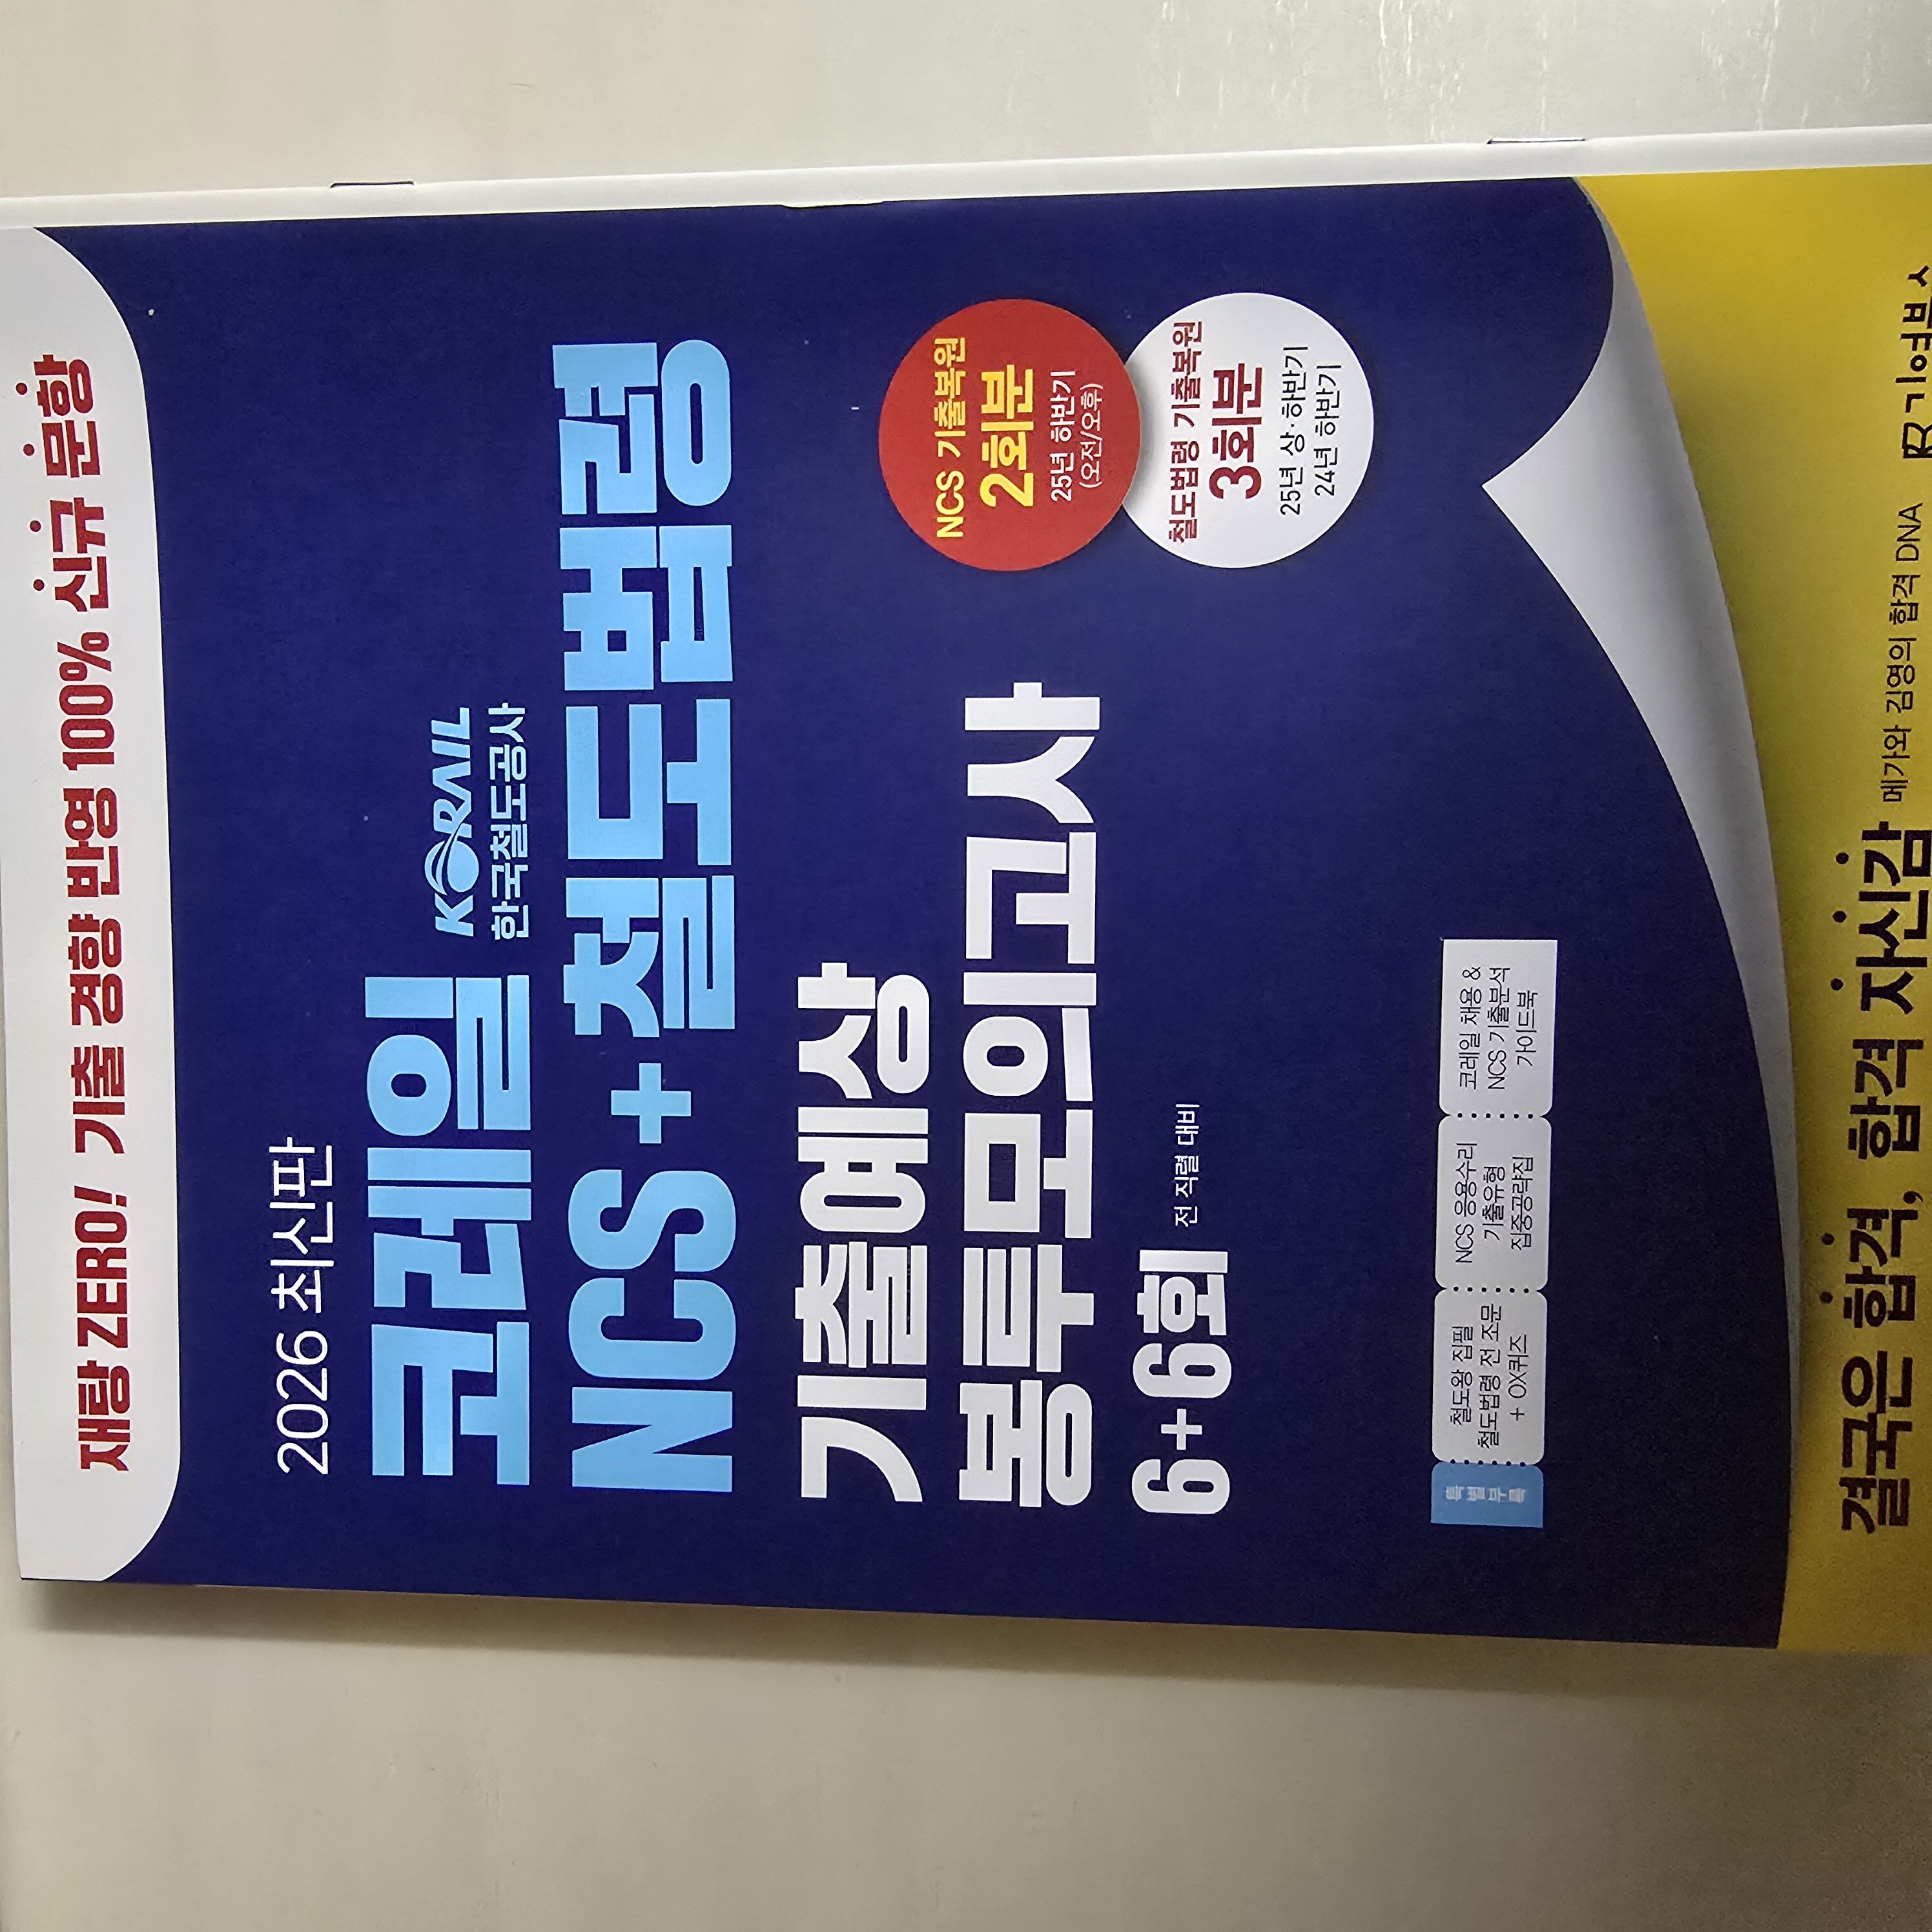 재탕 ZERO! 기출 경향 반영 100% 신규 문항
2026 최신판
코레일 KORAIL
한국철도공사
NCS + 철도법령
기출예상
봉투모의고사
6+6회 전 직렬 대비
NCS 기출복원
2회분
25년 하반기
(오전/오후)
철도법령 기출복원
3회분
25년 상·하반기
24년 하반기
특별부록
철도왕 집필
철도법령 전 조문
+ OX퀴즈
NCS 응용수리
기출유형
집중공략집
코레일 채용 &
NCS 기출분석
가이드북
결국은 합격, 합격 자신감 메가와 김영의 합격 DNA